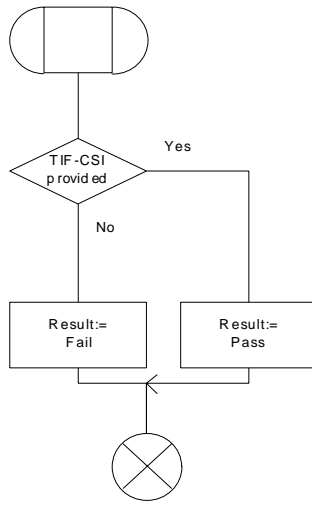 TIF-CSI
provided
Yes
No
Result:=
Fail
Result:=
Pass